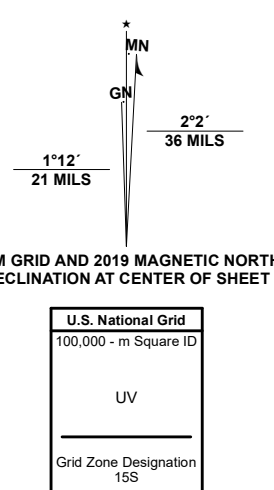 ★
MN
GN
2°2´
36 MILS
1°12´
21 MILS
M GRID AND 2019 MAGNETIC NORTH
ECLINATION AT CENTER OF SHEET
U.S. National Grid
100,000 - m Square ID
UV
Grid Zone Designation
15S